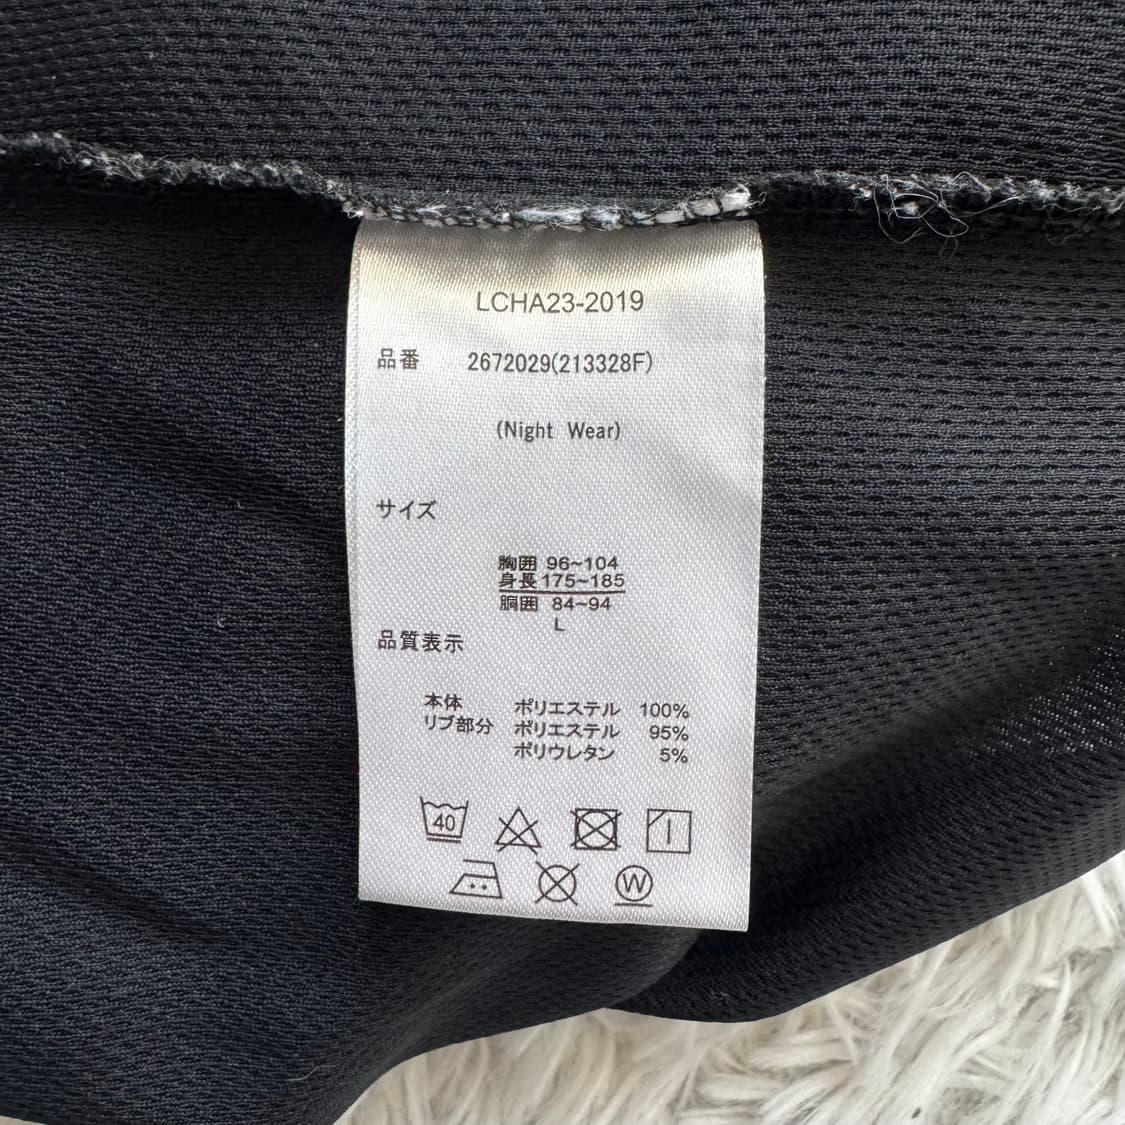 LCHA23-2019
品番 2672029(213328F)
(Night Wear)
サイズ
胸囲 96~104
身長 175~185
胴囲 84~94
L
品質表示
本体 ポリエステル 100%
リブ部分 ポリエステル 95%
ポリウレタン 5%
40
W